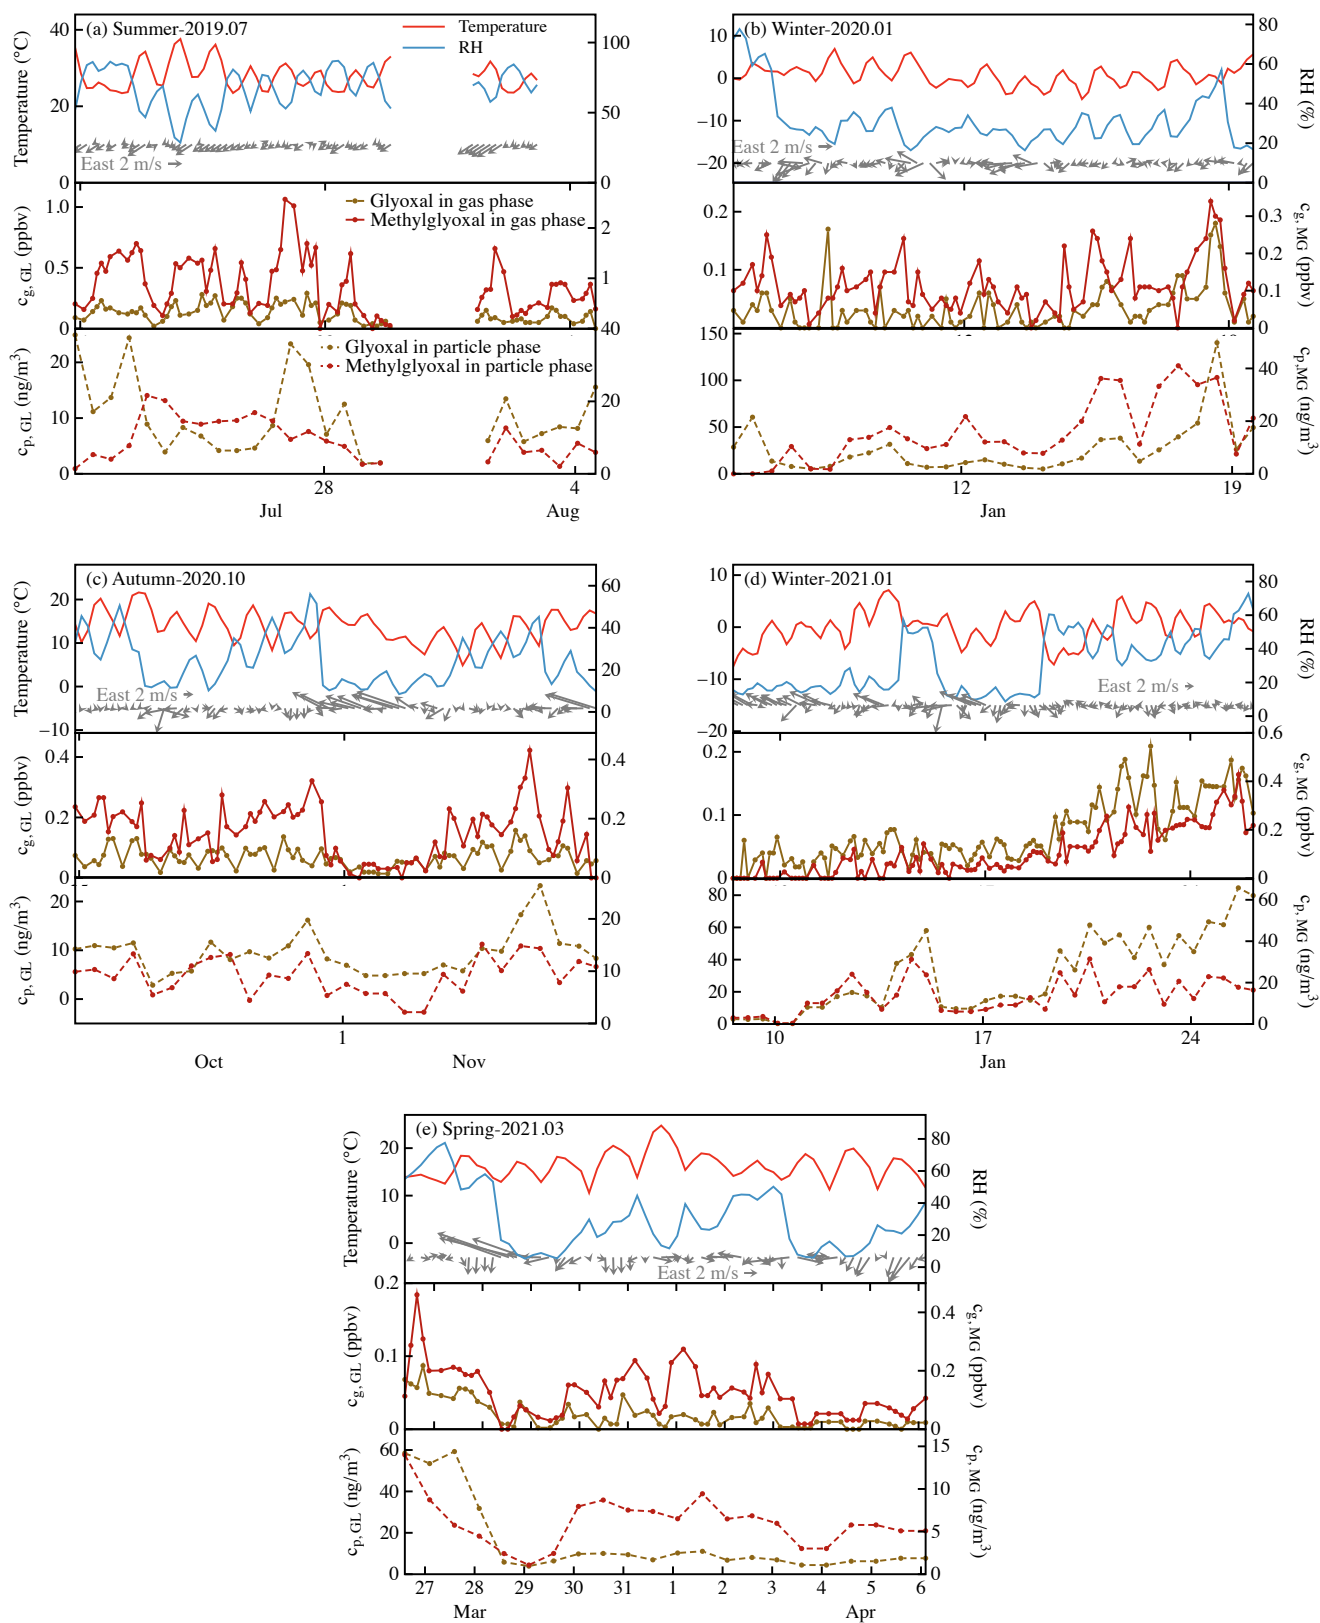 (a) Summer-2019.07
Temperature
RH
Temperature (°C)
40
20
0
100
50
0
East 2 m/s
Glyoxal in gas phase
Methylglyoxal in gas phase
c_g, GL (ppbv)
1.0
0.5
0
2
1
40
Glyoxal in particle phase
Methylglyoxal in particle phase
c_p, GL (ng/m³)
20
10
0
20
0
28
4
Jul
Aug
(b) Winter-2020.01
10
0
−10
−20
80
60
40
20
0
RH (%)
East 2 m/s
0.2
0.1
0
0.3
0.2
0.1
0
c_g, MG (ppbv)
150
100
50
0
40
20
0
c_p,MG (ng/m³)
12
19
Jan
(c) Autumn-2020.10
Temperature (°C)
20
10
0
−10
60
40
20
0
East 2 m/s
c_g, GL (ppbv)
0.4
0.2
0
0.4
0.2
0
c_p, GL (ng/m³)
20
10
0
20
10
0
1
Oct
Nov
(d) Winter-2021.01
10
0
−10
−20
80
60
40
20
0
RH (%)
East 2 m/s
0.2
0.1
0
0.6
0.4
0.2
0
c_g, MG (ppbv)
80
60
40
20
0
60
40
20
0
c_p, MG (ng/m³)
10
17
24
Jan
(e) Spring-2021.03
Temperature (°C)
20
10
0
80
60
40
20
0
RH (%)
East 2 m/s
c_g, GL (ppbv)
0.2
0.1
0
0.4
0.2
0
c_g, MG (ppbv)
c_p, GL (ng/m³)
60
40
20
0
15
10
5
0
c_p, MG (ng/m³)
27 28 29 30 31 1 2 3 4 5 6
Mar
Apr